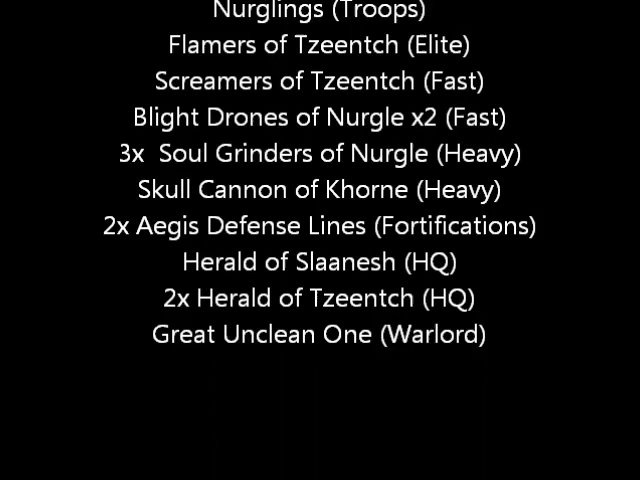 Nurglings (Troops)
Flamers of Tzeentch (Elite)
Screamers of Tzeentch (Fast)
Blight Drones of Nurgle x2 (Fast)
3x  Soul Grinders of Nurgle (Heavy)
Skull Cannon of Khorne (Heavy)
2x Aegis Defense Lines (Fortifications)
Herald of Slaanesh (HQ)
2x Herald of Tzeentch (HQ)
Great Unclean One (Warlord)